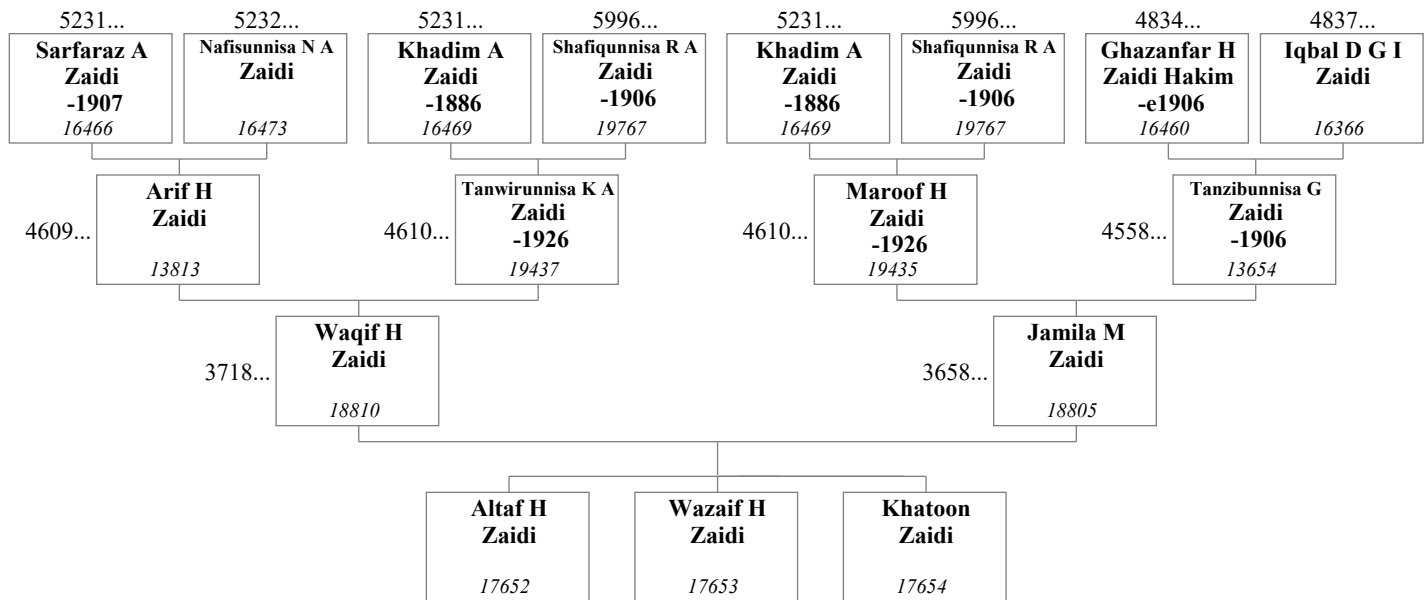 5231... 5232... 5231... 5996... 5231... 5996... 4834... 4837...
Sarfaraz A
Zaidi
-1907
16466
Nafisunnisa N A
Zaidi
16473
Khadim A
Zaidi
-1886
16469
Shafiqunnisa R A
Zaidi
-1906
19767
Khadim A
Zaidi
-1886
16469
Shafiqunnisa R A
Zaidi
-1906
19767
Ghazanfar H
Zaidi Hakim
-e1906
16460
Iqbal D G I
Zaidi
16366
4609...
Arif H
Zaidi
13813
4610...
Tanwirunnisa K A
Zaidi
-1926
19437
4610...
Maroof H
Zaidi
-1926
19435
4558...
Tanzibunnisa G
Zaidi
-1906
13654
3718...
Waqif H
Zaidi
18810
3658...
Jamila M
Zaidi
18805
Altaf H
Zaidi
17652
Wazaif H
Zaidi
17653
Khatoon
Zaidi
17654